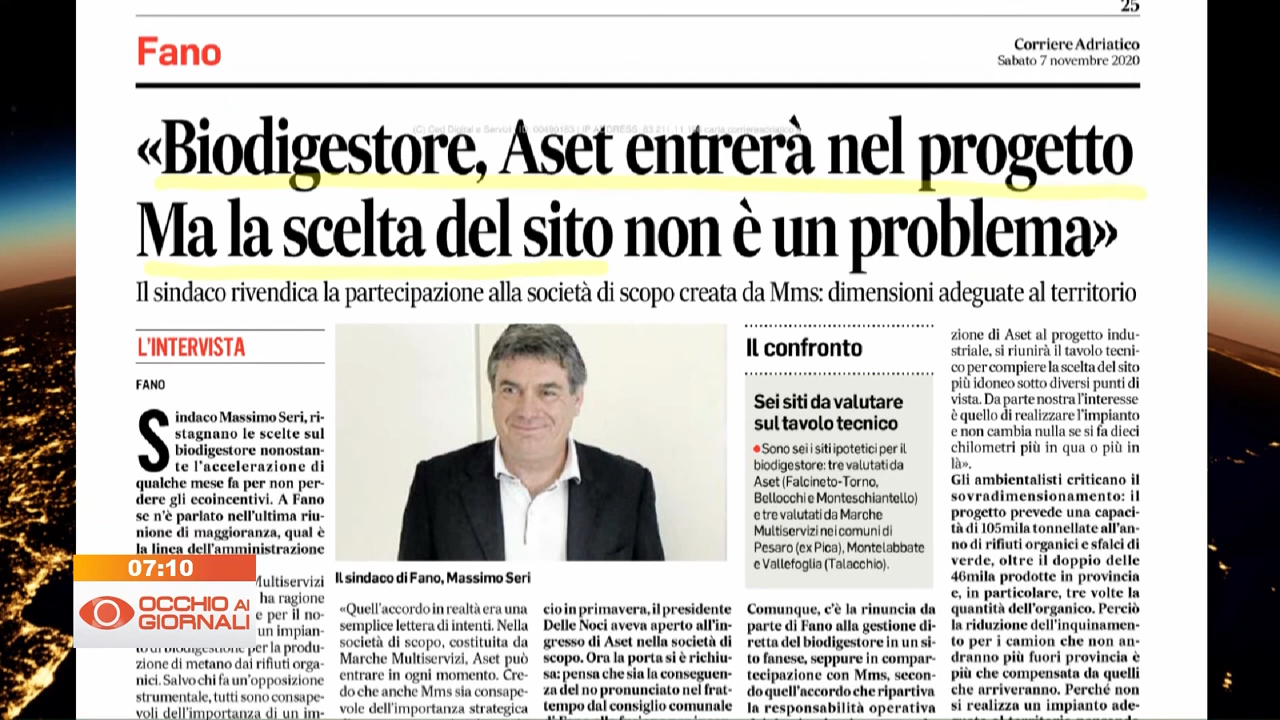 25
Fano
Corriere Adriatico
Sabato 7 novembre 2020
«Biodigestore, Aset entrerà nel progetto
Ma la scelta del sito non è un problema»
Il sindaco rivendica la partecipazione alla società di scopo creata da Mms: dimensioni adeguate al territorio
L'INTERVISTA
FANO
Sindaco Massimo Seri, ri-
stagnano le scelte sul
biodigestore nonostan-
te l'accelerazione di
qualche mese fa per non per-
dere gli ecoincentivi. A Fano
se n'è parlato nell'ultima riu-
nione di maggioranza, qual è
la linea dell'amministrazione
Multiservizi
ha ragione
e per il no-
un impian-
to di biodigestione per la produ-
zione di metano dai rifiuti orga-
nici. Salvo chi fa un'opposizione
strumentale, tutti sono consape-
voli dell'importanza di un im-
Il sindaco di Fano, Massimo Seri
«Quell'accordo in realtà era una
semplice lettera di intenti. Nella
società di scopo, costituita da
Marche Multiservizi, Aset può
entrare in ogni momento. Cre-
do che anche Mms sia consape-
vole dell'importanza strategica
cio in primavera, il presidente
Delle Noci aveva aperto all'in-
gresso di Aset nella società di
scopo. Ora la porta si è richiu-
sa: pensa che sia la conseguen-
za del no pronunciato nel frat-
tempo dal consiglio comunale
Il confronto
Sei siti da valutare
sul tavolo tecnico
Sono sei i siti ipotetici per il
biodigestore: tre valutati da
Aset (Falcineto-Torno,
Bellocchi e Monteschiantello)
e tre valutati da Marche
Multiservizi nei comuni di
Pesaro (ex Pica), Montelabbate
e Vallefoglia (Talacchio).
Comunque, c'è la rinuncia da
parte di Fano alla gestione di-
retta del biodigestore in un si-
to fanese, seppure in compar-
tecipazione con Mms, secon-
do quell'accordo che ripartiva
la responsabilità operativa
zione di Aset al progetto indu-
striale, si riunirà il tavolo tecni-
co per compiere la scelta del sito
più idoneo sotto diversi punti di
vista. Da parte nostra l'interesse
è quello di realizzare l'impianto
e non cambia nulla se si fa dieci
chilometri più in qua o più in
là».
Gli ambientalisti criticano il
sovradimensionamento: il
progetto prevede una capaci-
tà di 105mila tonnellate all'an-
no di rifiuti organici e sfalci di
verde, oltre il doppio delle
46mila prodotte in provincia
e, in particolare, tre volte la
quantità dell'organico. Perciò
la riduzione dell'inquinamen-
to per i camion che non an-
dranno più fuori provincia è
più che compensata da quelli
che arriveranno. Perché non
si realizza un impianto ade-
07:10
OCCHIO AI
GIORNALI